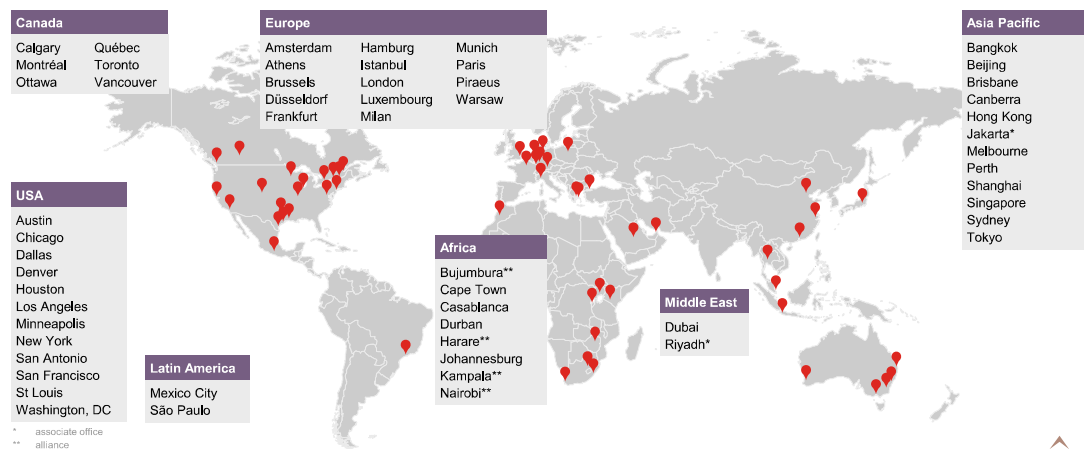 Canada
Calgary
Montréal
Ottawa
Québec
Toronto
Vancouver
Europe
Amsterdam
Athens
Brussels
Düsseldorf
Frankfurt
Hamburg
Istanbul
London
Luxembourg
Milan
Munich
Paris
Piraeus
Warsaw
Asia Pacific
Bangkok
Beijing
Brisbane
Canberra
Hong Kong
Jakarta*
Melbourne
Perth
Shanghai
Singapore
Sydney
Tokyo
USA
Austin
Chicago
Dallas
Denver
Houston
Los Angeles
Minneapolis
New York
San Antonio
San Francisco
St Louis
Washington, DC
Latin America
Mexico City
São Paulo
Africa
Bujumbura**
Cape Town
Casablanca
Durban
Harare**
Johannesburg
Kampala**
Nairobi**
Middle East
Dubai
Riyadh*
* associate office
** alliance